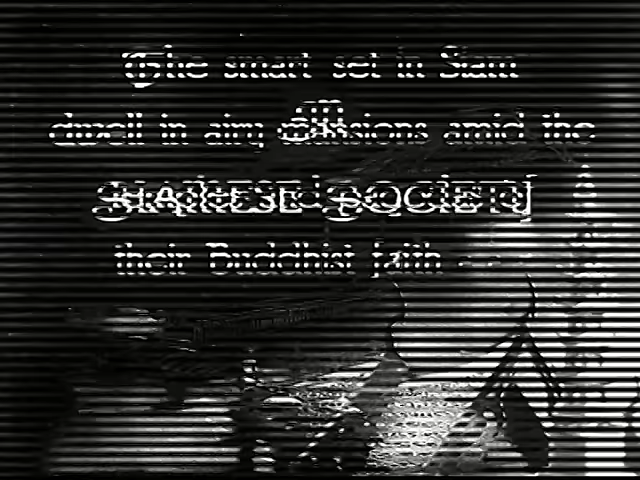 The smart set in Siam
dwell in airy mansions amid the
SIAMESE SOCIETY
their Buddhist faith - -